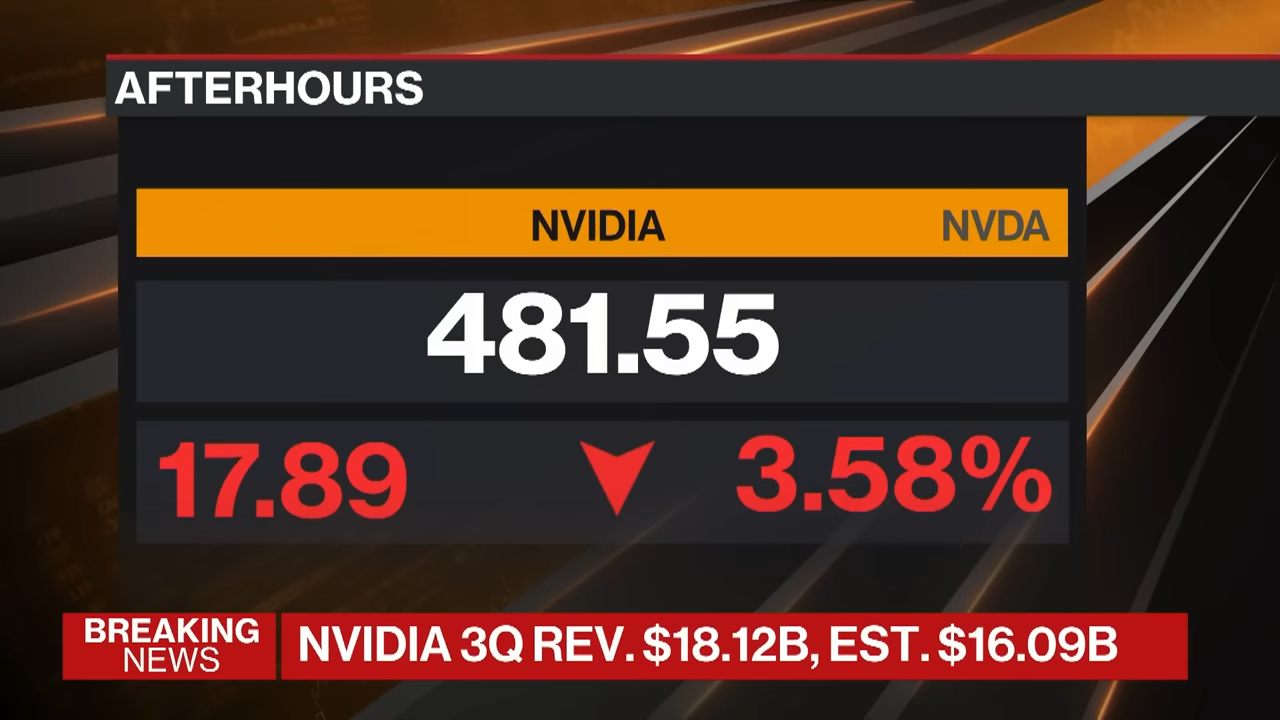 AFTERHOURS
NVIDIA NVDA
481.55
17.89 3.58%
BREAKING NEWS
NVIDIA 3Q REV. $18.12B, EST. $16.09B